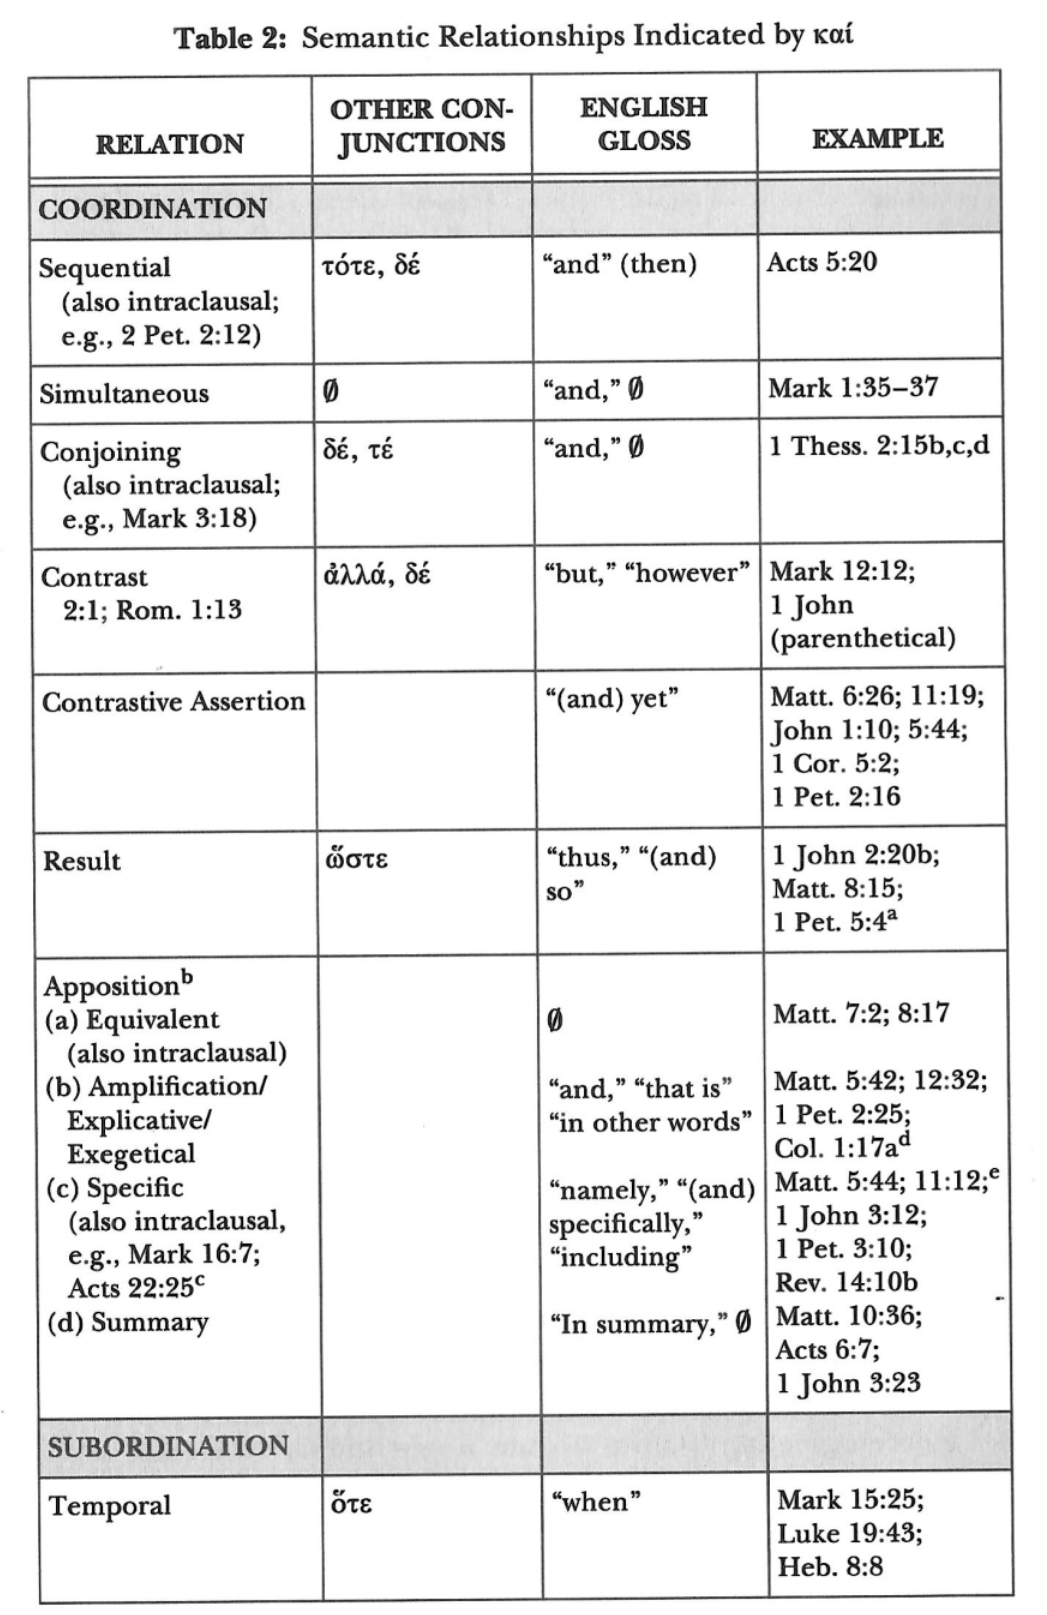 Table 2: Semantic Relationships Indicated by καί
RELATION
OTHER CON-
JUNCTIONS
ENGLISH
GLOSS
EXAMPLE
COORDINATION
Sequential
(also intraclausal;
e.g., 2 Pet. 2:12)
τότε, δέ
“and” (then)
Acts 5:20
Simultaneous
Ø
“and,” Ø
Mark 1:35–37
Conjoining
(also intraclausal;
e.g., Mark 3:18)
δέ, τέ
“and,” Ø
1 Thess. 2:15b,c,d
Contrast
2:1; Rom. 1:13
ἀλλά, δέ
“but,” “however”
Mark 12:12;
1 John
(parenthetical)
Contrastive Assertion
“(and) yet”
Matt. 6:26; 11:19;
John 1:10; 5:44;
1 Cor. 5:2;
1 Pet. 2:16
Result
ὥστε
“thus,” “(and)
so”
1 John 2:20b;
Matt. 8:15;
1 Pet. 5:4a
Appositionb
(a) Equivalent
(also intraclausal)
Ø
Matt. 7:2; 8:17
(b) Amplification/
Explicative/
Exegetical
“and,” “that is”
“in other words”
Matt. 5:42; 12:32;
1 Pet. 2:25;
Col. 1:17ad
(c) Specific
(also intraclausal,
e.g., Mark 16:7;
Acts 22:25c
“namely,” “(and)
specifically,”
“including”
Matt. 5:44; 11:12;e
1 John 3:12;
1 Pet. 3:10;
Rev. 14:10b
(d) Summary
“In summary,” Ø
Matt. 10:36;
Acts 6:7;
1 John 3:23
SUBORDINATION
Temporal
ὅτε
“when”
Mark 15:25;
Luke 19:43;
Heb. 8:8